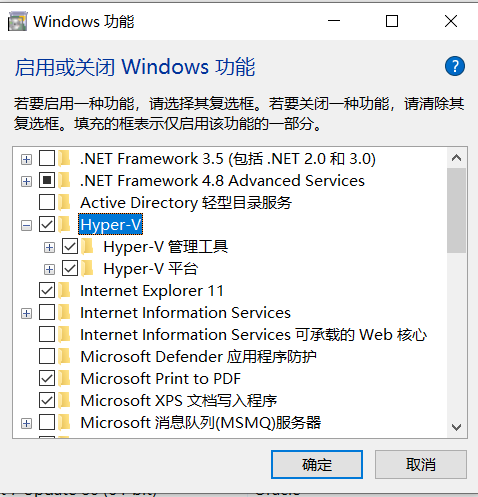 Windows 功能
启用或关闭 Windows 功能
若要启用一种功能，请选择其复选框。若要关闭一种功能，请清除其
复选框。填充的框表示仅启用该功能的一部分。
.NET Framework 3.5 (包括 .NET 2.0 和 3.0)
.NET Framework 4.8 Advanced Services
Active Directory 轻型目录服务
Hyper-V
Hyper-V 管理工具
Hyper-V 平台
Internet Explorer 11
Internet Information Services
Internet Information Services 可承载的 Web 核心
Microsoft Defender 应用程序防护
Microsoft Print to PDF
Microsoft XPS 文档写入程序
Microsoft 消息队列(MSMQ)服务器
确定
取消